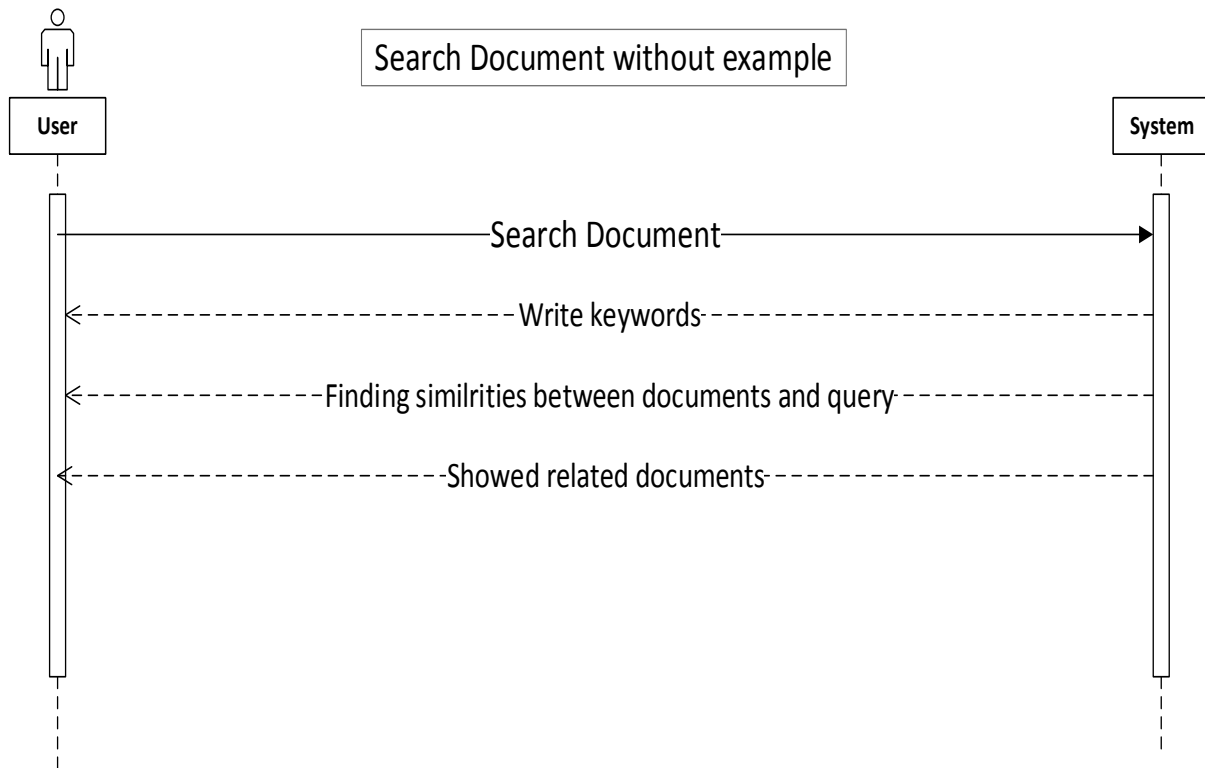 Search Document without example
User
System
Search Document
Write keywords
Finding similrities between documents and query
Showed related documents